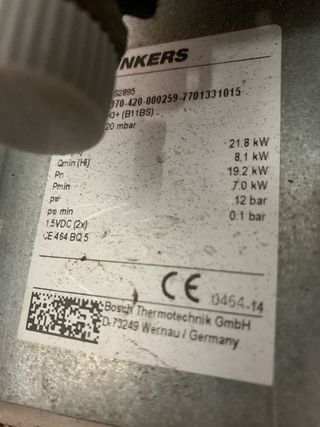 NKERS
S2895
070-420-000259-7701331015
(B11BS)
20 mbar
21.8 kW
Qmin (Hi) 8.1 kW
Pn 19.2 kW
Pmin 7.0 kW
pw 12 bar
pw min 0.1 bar
1.5VDC (2x)
CE 464 BQ 5
CE 0464-14
Bosch Thermotechnik GmbH
D-73249 Wernau / Germany